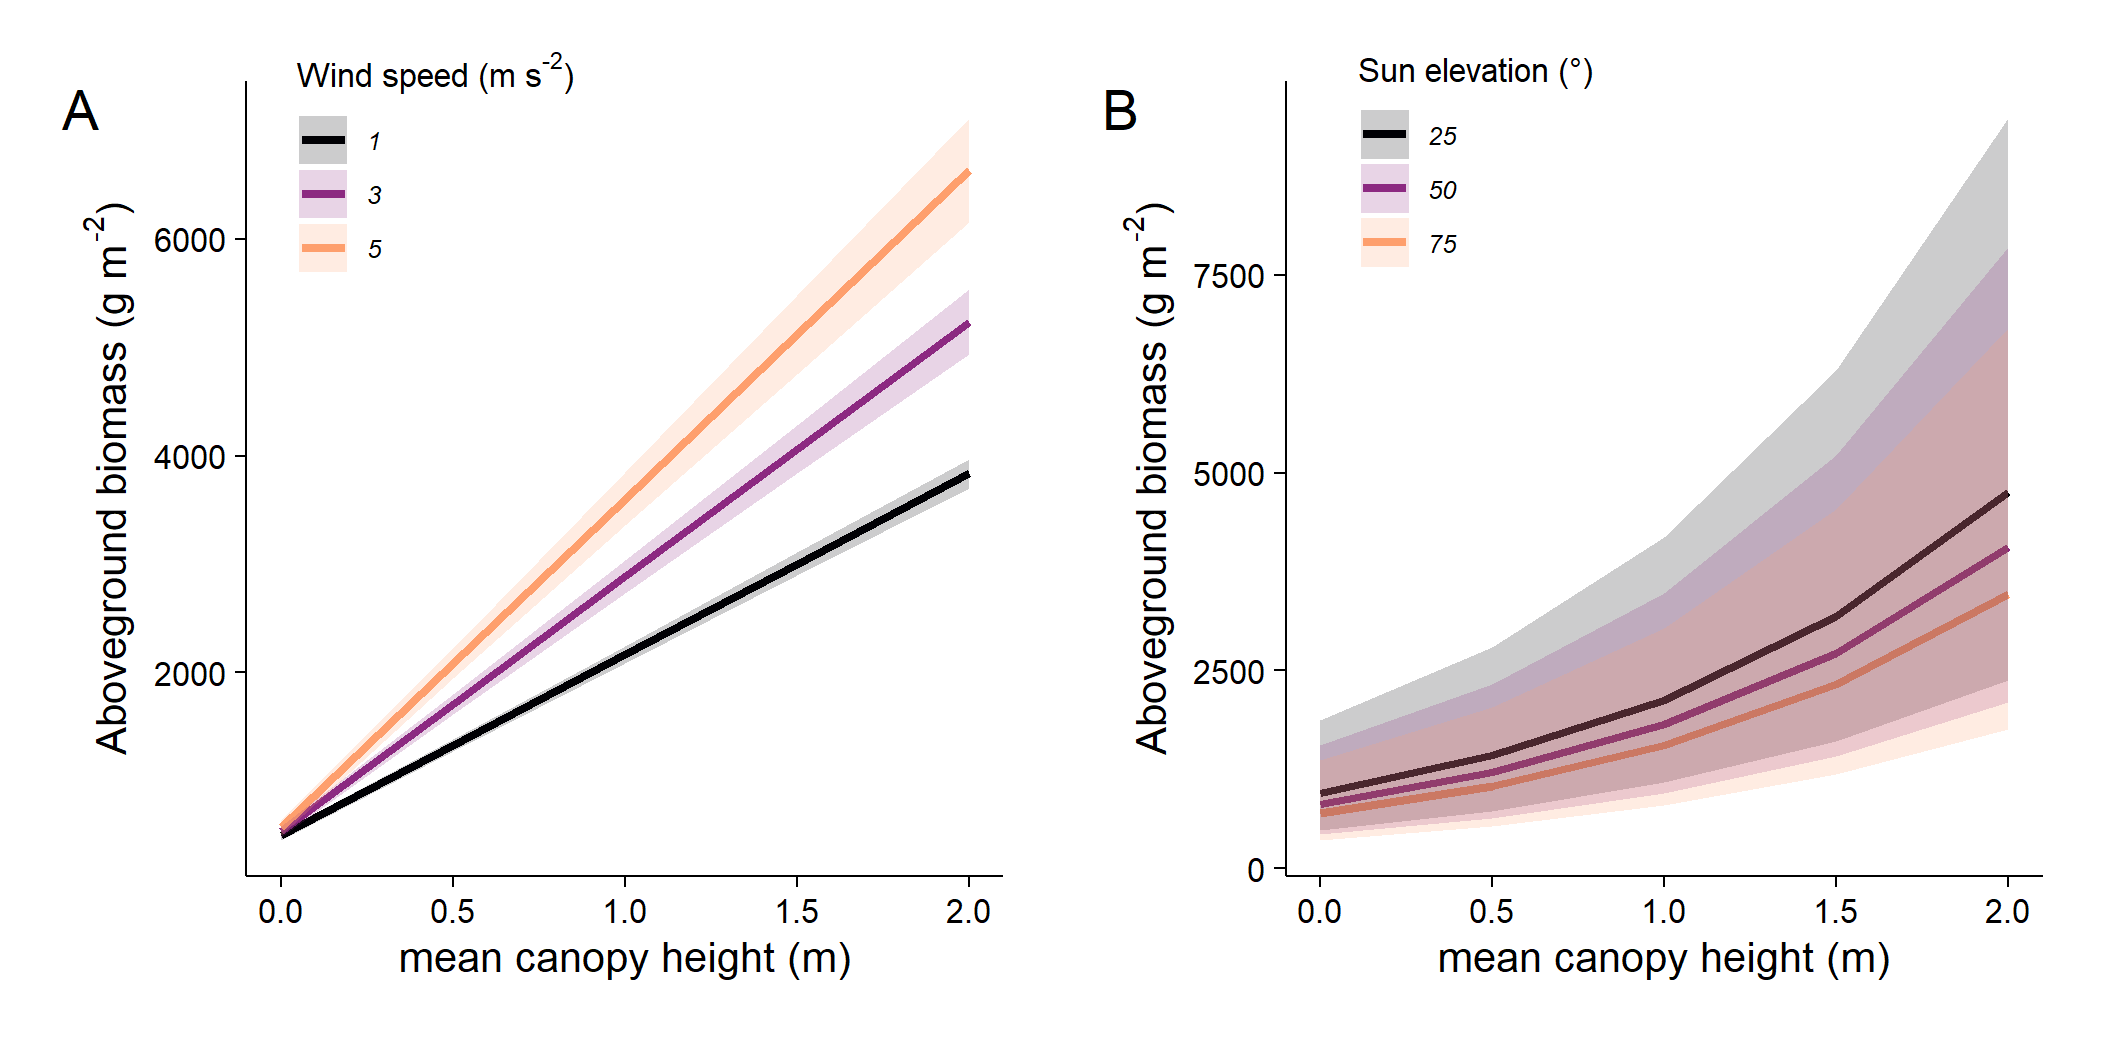 A
Wind speed (m s⁻²)
1
3
5
Aboveground biomass (g m⁻²)
6000
4000
2000
0.0 0.5 1.0 1.5 2.0
mean canopy height (m)
B
Sun elevation (°)
25
50
75
Aboveground biomass (g m⁻²)
7500
5000
2500
0
0.0 0.5 1.0 1.5 2.0
mean canopy height (m)